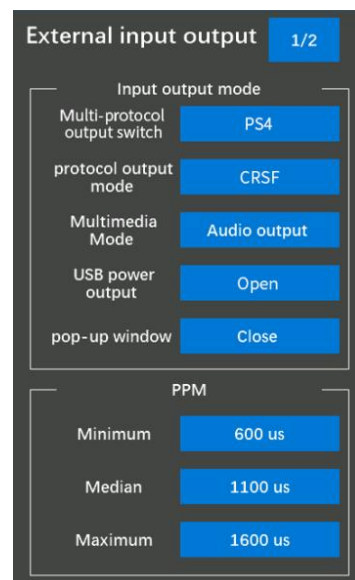 External input output 1/2
Input output mode
Multi-protocol
output switch
PS4
protocol output
mode
CRSF
Multimedia
Mode
Audio output
USB power
output
Open
pop-up window Close
PPM
Minimum 600 us
Median 1100 us
Maximum 1600 us